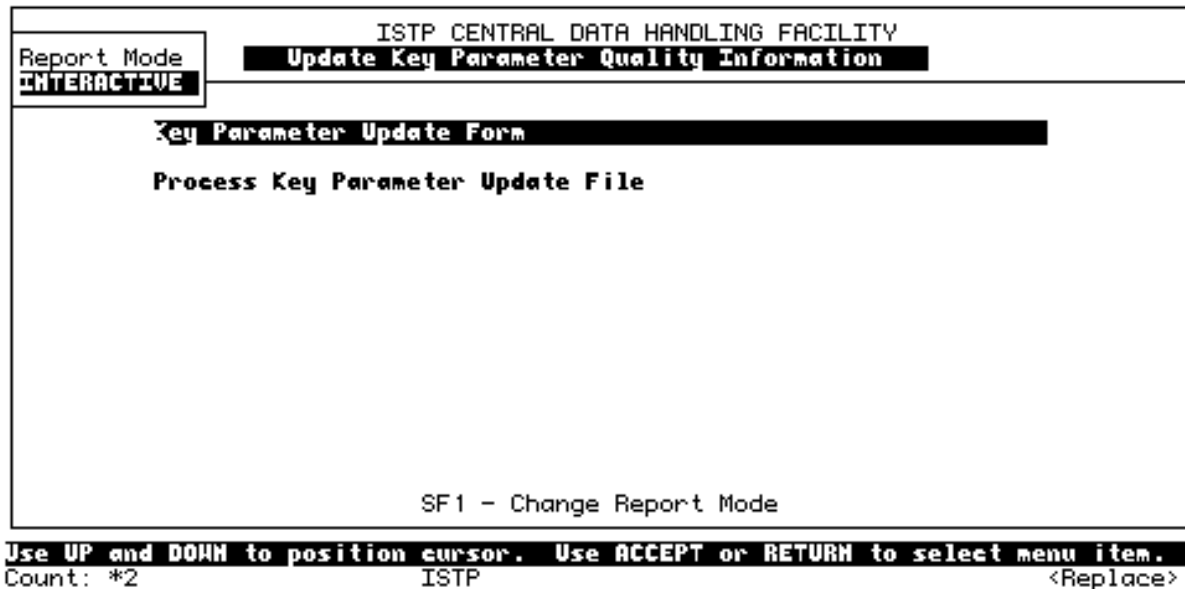 ISTP CENTRAL DATA HANDLING FACILITY
Report Mode
Update Key Parameter Quality Information
INTERACTIVE
Key Parameter Update Form
Process Key Parameter Update File
SF1 - Change Report Mode
Use UP and DOWN to position cursor.  Use ACCEPT or RETURN to select menu item.
Count: *2 ISTP <Replace>